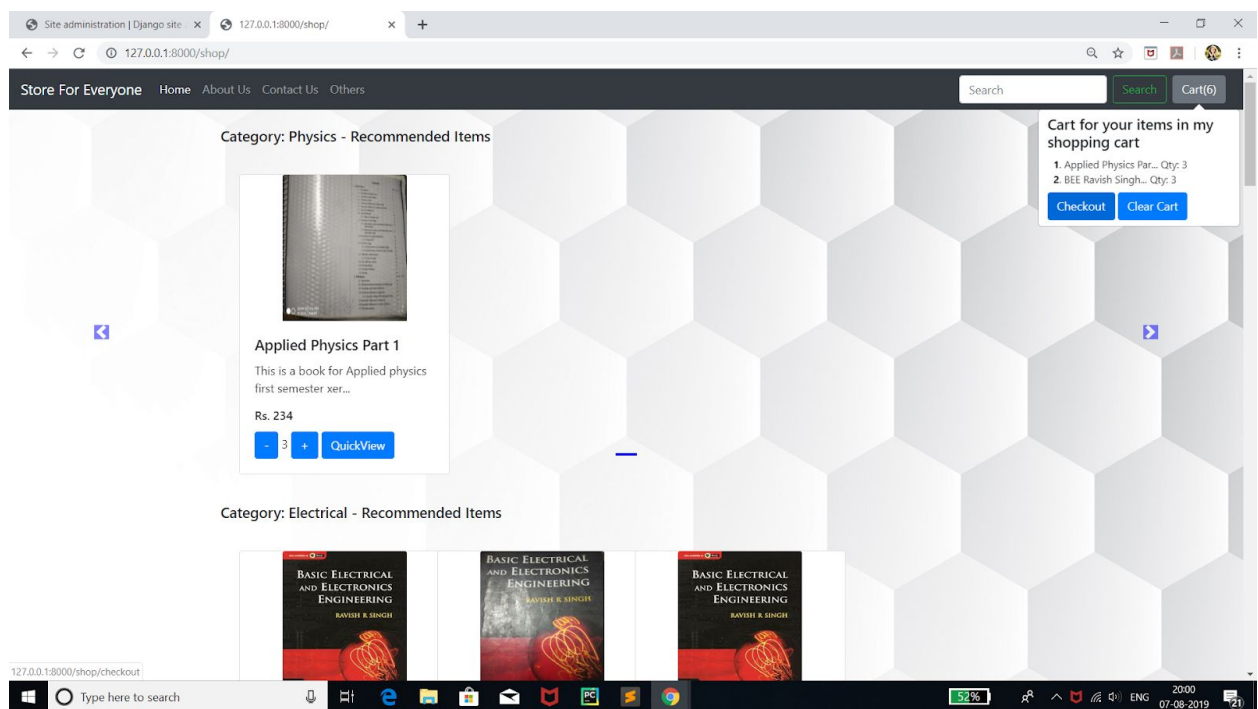 Site administration | Django site
127.0.0.1:8000/shop/
127.0.0.1:8000/shop/
Store For Everyone Home About Us Contact Us Others Search Search Cart(6)
Category: Physics - Recommended Items
Cart for your items in my
shopping cart
1. Applied Physics Par... Qty: 3
2. BEE Ravish Singh... Qty: 3
Checkout Clear Cart
Applied Physics Part 1
This is a book for Applied physics
first semester xer...
Rs. 234
- 3 + QuickView
Category: Electrical - Recommended Items
BASIC ELECTRICAL
AND ELECTRONICS
ENGINEERING
RAVISH R SINGH
BASIC ELECTRICAL
AND ELECTRONICS
ENGINEERING
RAVISH R SINGH
BASIC ELECTRICAL
AND ELECTRONICS
ENGINEERING
RAVISH R SINGH
127.0.0.1:8000/shop/checkout
Type here to search
52%
ENG
20:00
07-08-2019
21